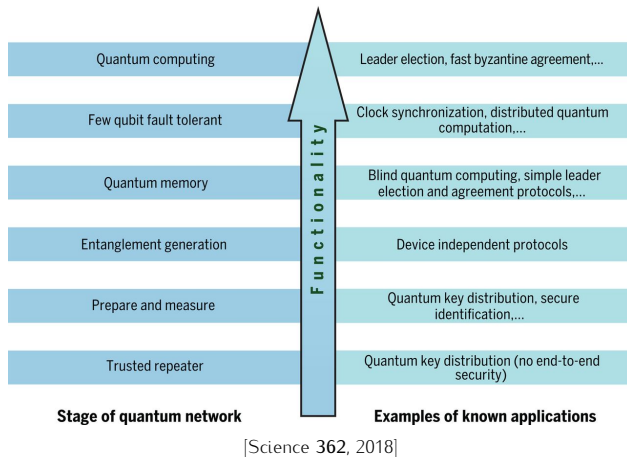 Quantum computing
Leader election, fast byzantine agreement,...
Few qubit fault tolerant
Clock synchronization, distributed quantum
computation,...
Quantum memory
Blind quantum computing, simple leader
election and agreement protocols,...
Entanglement generation
Device independent protocols
Prepare and measure
Quantum key distribution, secure
identification,...
Trusted repeater
Quantum key distribution (no end-to-end
security)
Functionality
Stage of quantum network
Examples of known applications
[Science 362, 2018]